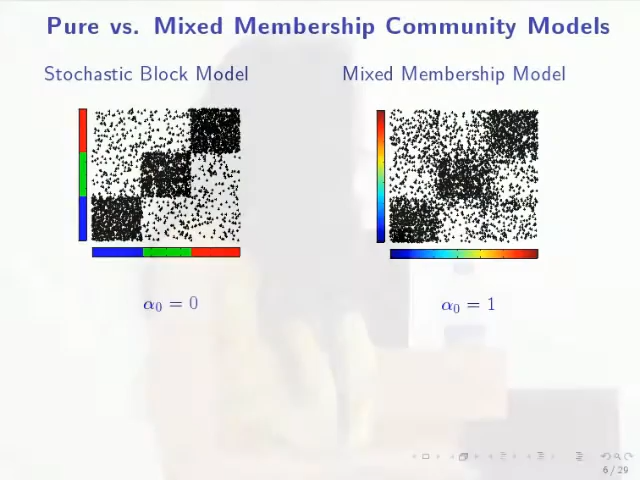 Pure vs. Mixed Membership Community Models
Stochastic Block Model
Mixed Membership Model
α₀ = 0
α₀ = 1
6 / 29